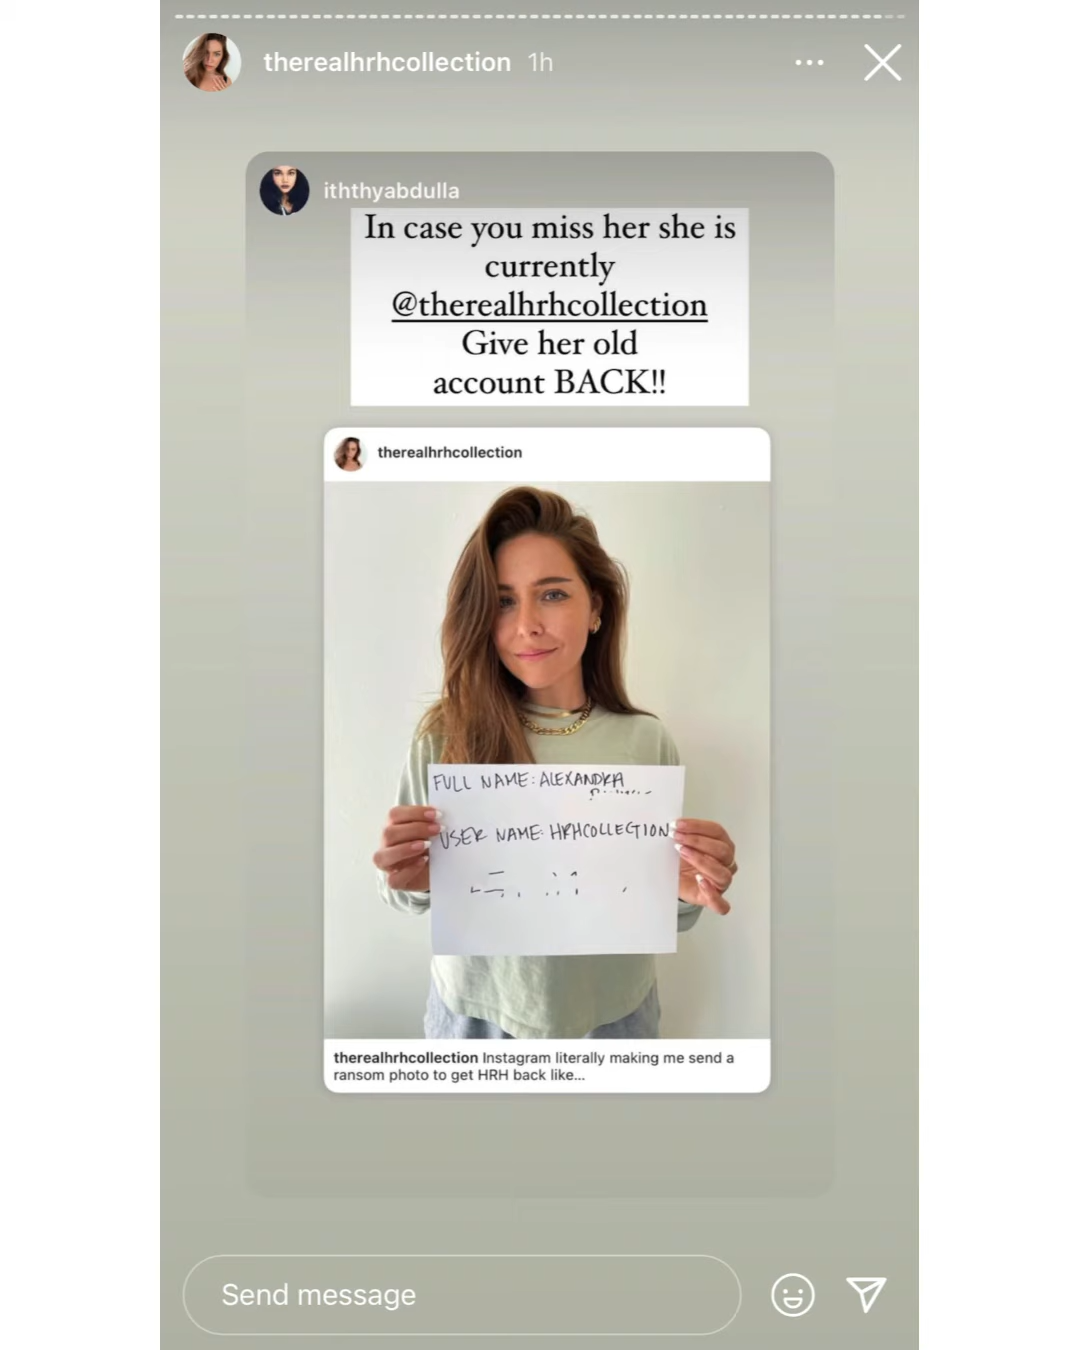 therealhrhcollection 1h
iththyabdulla
In case you miss her she is
currently
@therealhrhcollection
Give her old
account BACK!!
therealhrhcollection
FULL NAME: ALEXANDRA
USER NAME: HRHCOLLECTION
therealhrhcollection Instagram literally making me send a
ransom photo to get HRH back like...
Send message